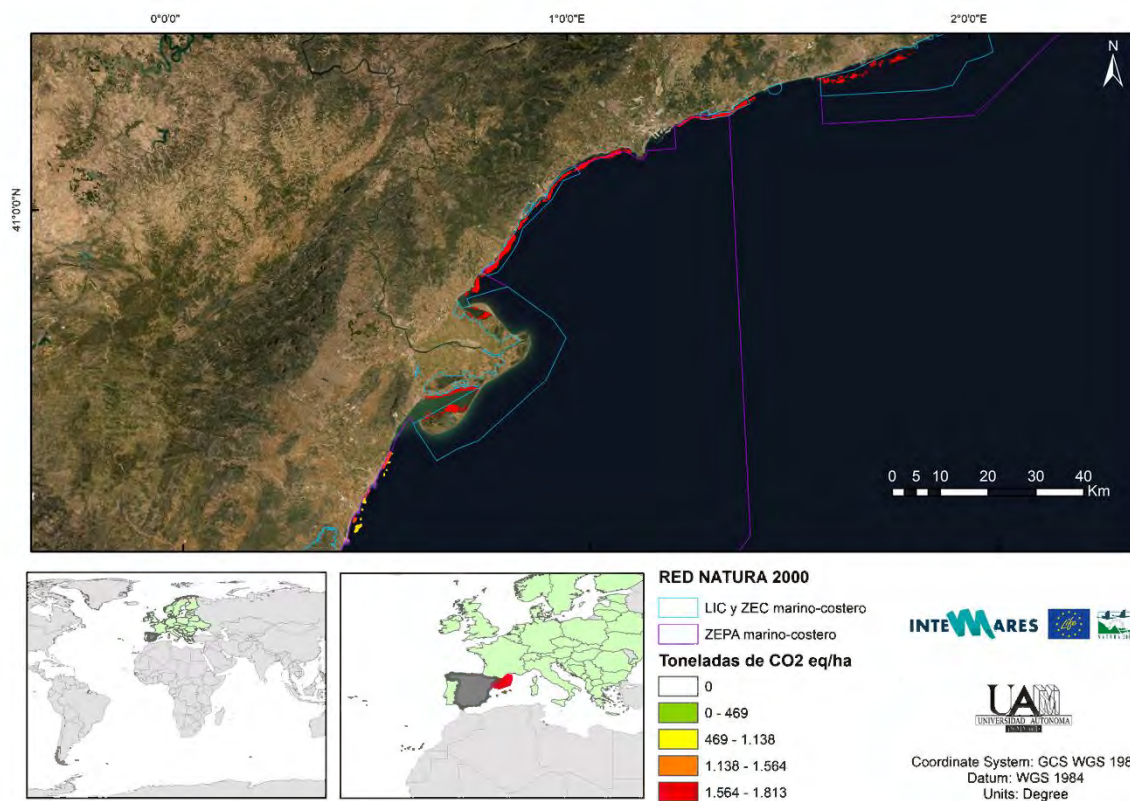 0°0'0"
1°0'0"E
2°0'0"E
41°0'0"N
N
0 5 10 20 30 40
Km
RED NATURA 2000
LIC y ZEC marino-costero
ZEPA marino-costero
Toneladas de CO2 eq/ha
0
0 - 469
469 - 1.138
1.138 - 1.564
1.564 - 1.813
INTEMARES
Life
UAM
UNIVERSIDAD AUTONOMA
Coordinate System: GCS WGS 198
Datum: WGS 1984
Units: Degree